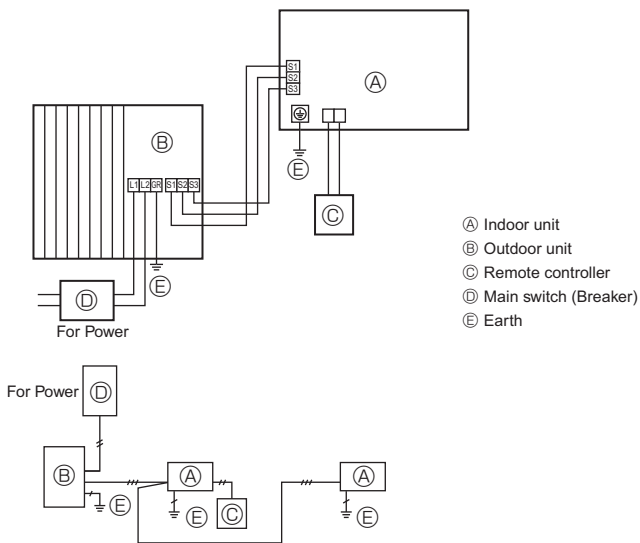 S1
S2
S3
Ⓐ
Ⓔ
Ⓒ
Ⓑ
L1 L2 GR S1 S2 S3
Ⓔ
Ⓓ
For Power
Ⓐ Indoor unit
Ⓑ Outdoor unit
Ⓒ Remote controller
Ⓓ Main switch (Breaker)
Ⓔ Earth
For Power Ⓓ
Ⓑ
Ⓔ
Ⓐ
Ⓔ
Ⓒ
Ⓐ
Ⓔ